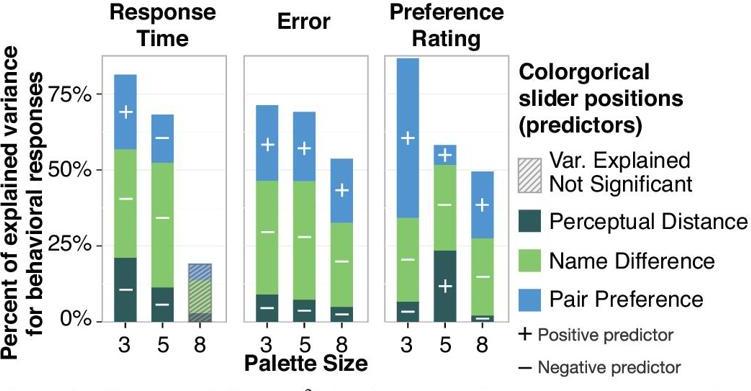 Response
Time
Error
Preference
Rating
Percent of explained variance
for behavioral responses
75%
50%
25%
0%
+
−
−
−
−
−
3
5
8
+
+
+
−
−
−
−
−
−
3
5
8
+
+
+
−
−
−
−
+
−
3
5
8
Palette Size
Colorgorical
slider positions
(predictors)
Var. Explained
Not Significant
Perceptual Distance
Name Difference
Pair Preference
+ Positive predictor
− Negative predictor